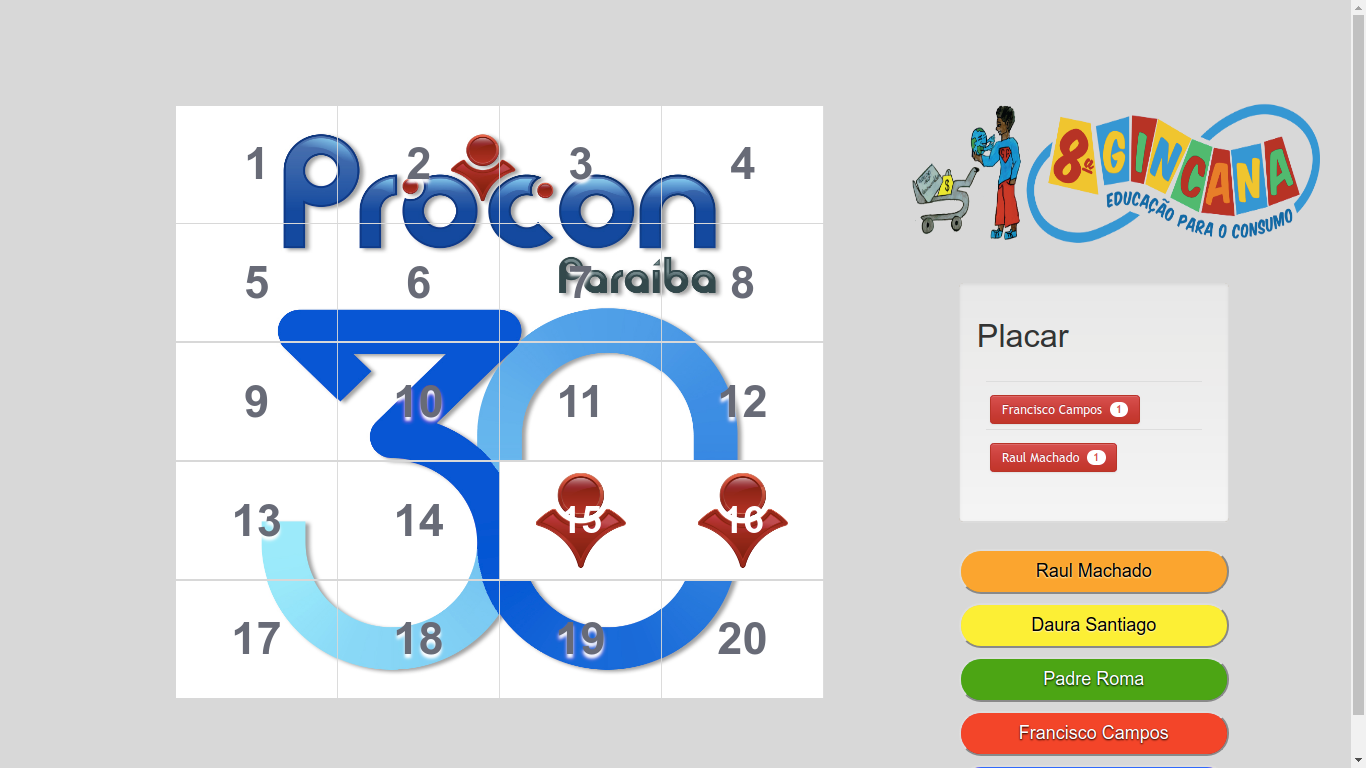 1 2 3 4
Procon
5 6 7 8
Paraíba
30
9 10 11 12
13 14 15 16
17 18 19 20
8ª GINCANA
EDUCAÇÃO PARA O CONSUMO
$
Placar
Francisco Campos 1
Raul Machado 1
Raul Machado
Daura Santiago
Padre Roma
Francisco Campos